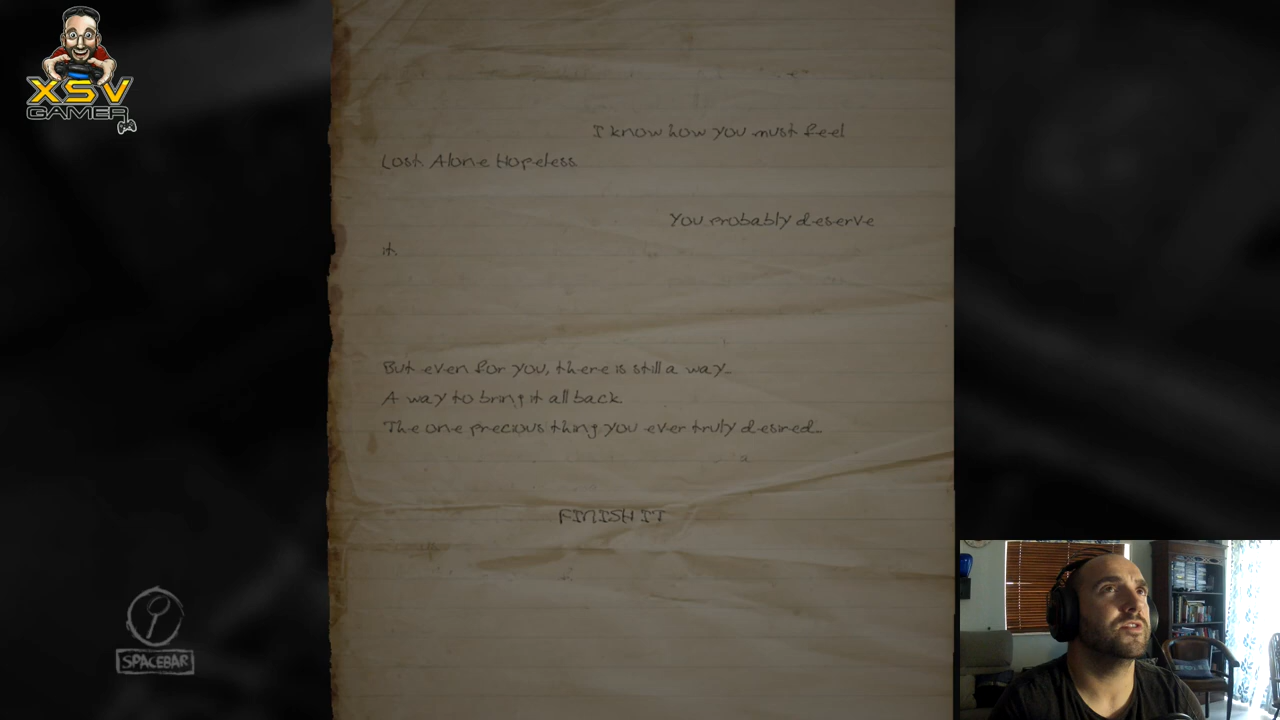 XSV
GAMER
I know how you must feel
Lost. Alone. Hopeless.
You probably deserve
it.
But even for you, there is still a way...
A way to bring it all back.
The one precious thing you ever truly desired...
a
FINISH IT
SPACEBAR